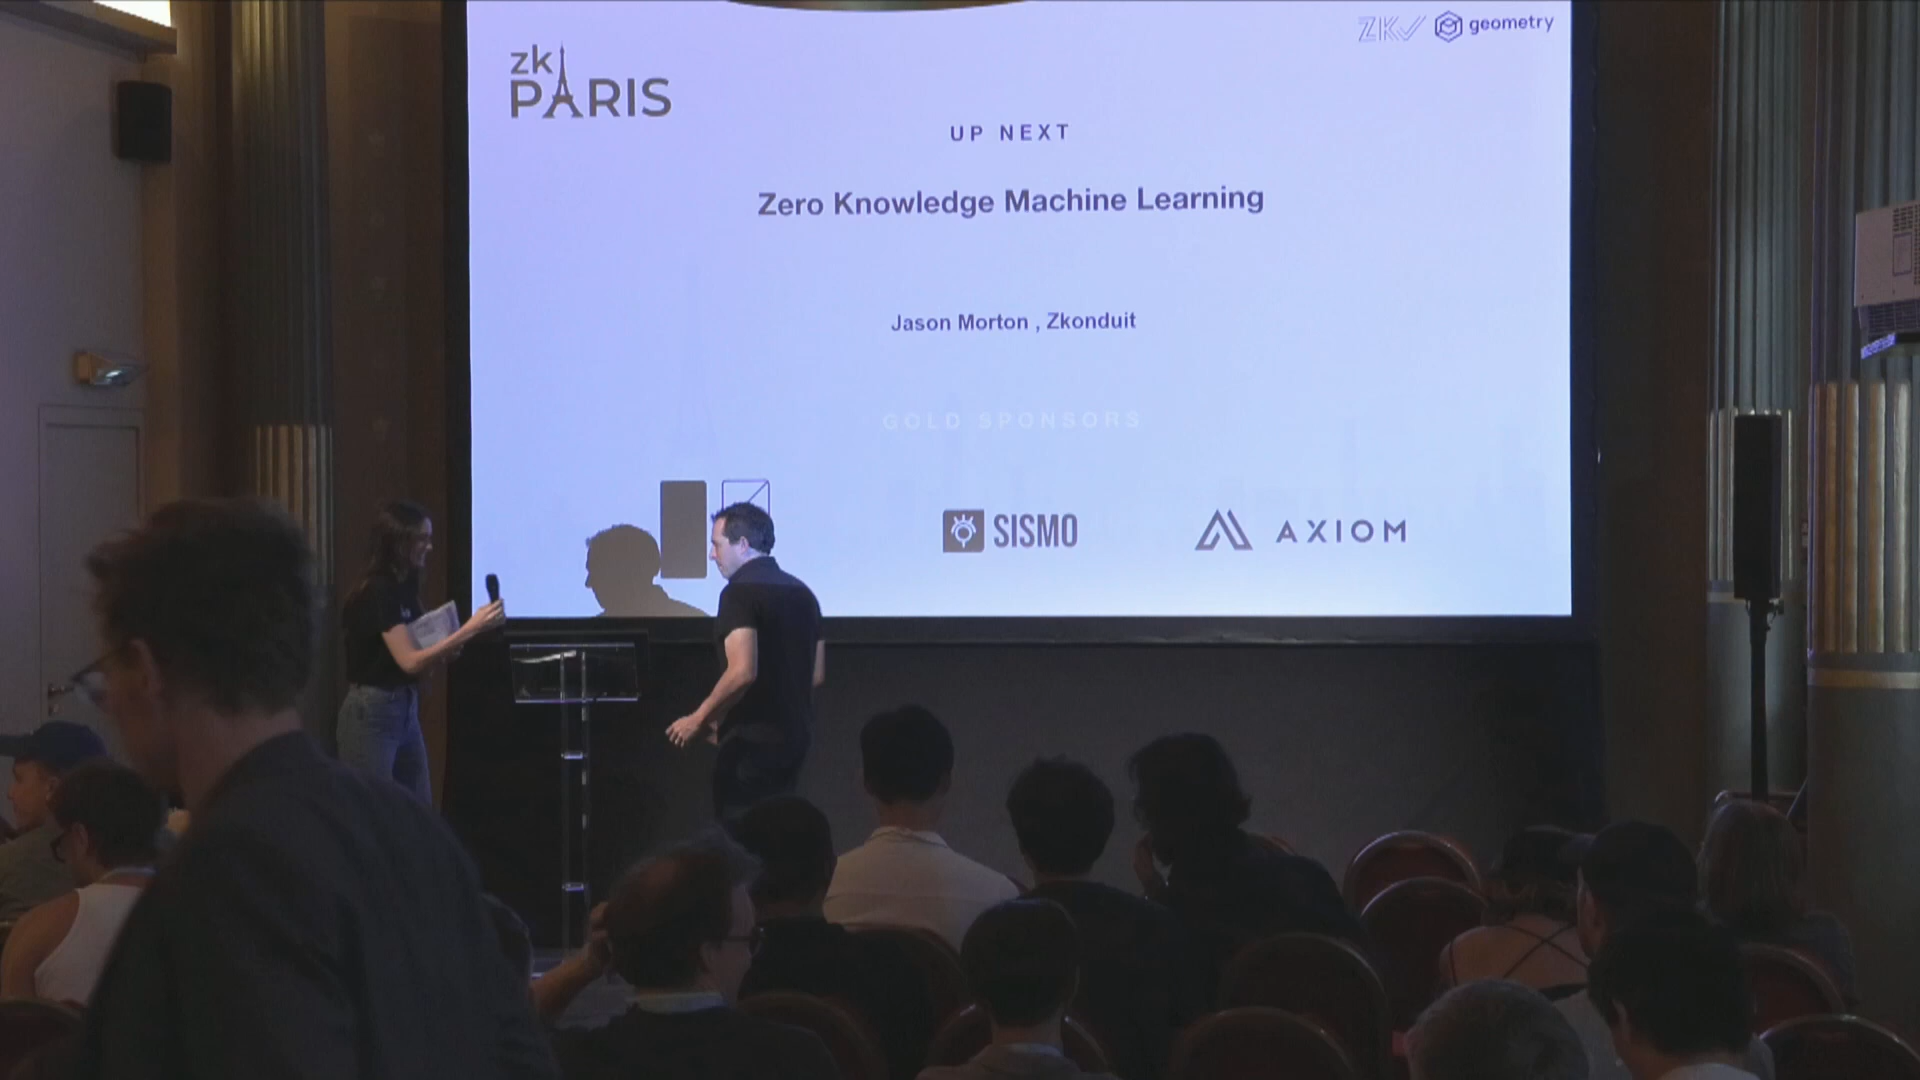 zk
PARIS
ZKV
geometry
UP NEXT
Zero Knowledge Machine Learning
Jason Morton , Zkonduit
GOLD SPONSORS
SISMO
AXIOM